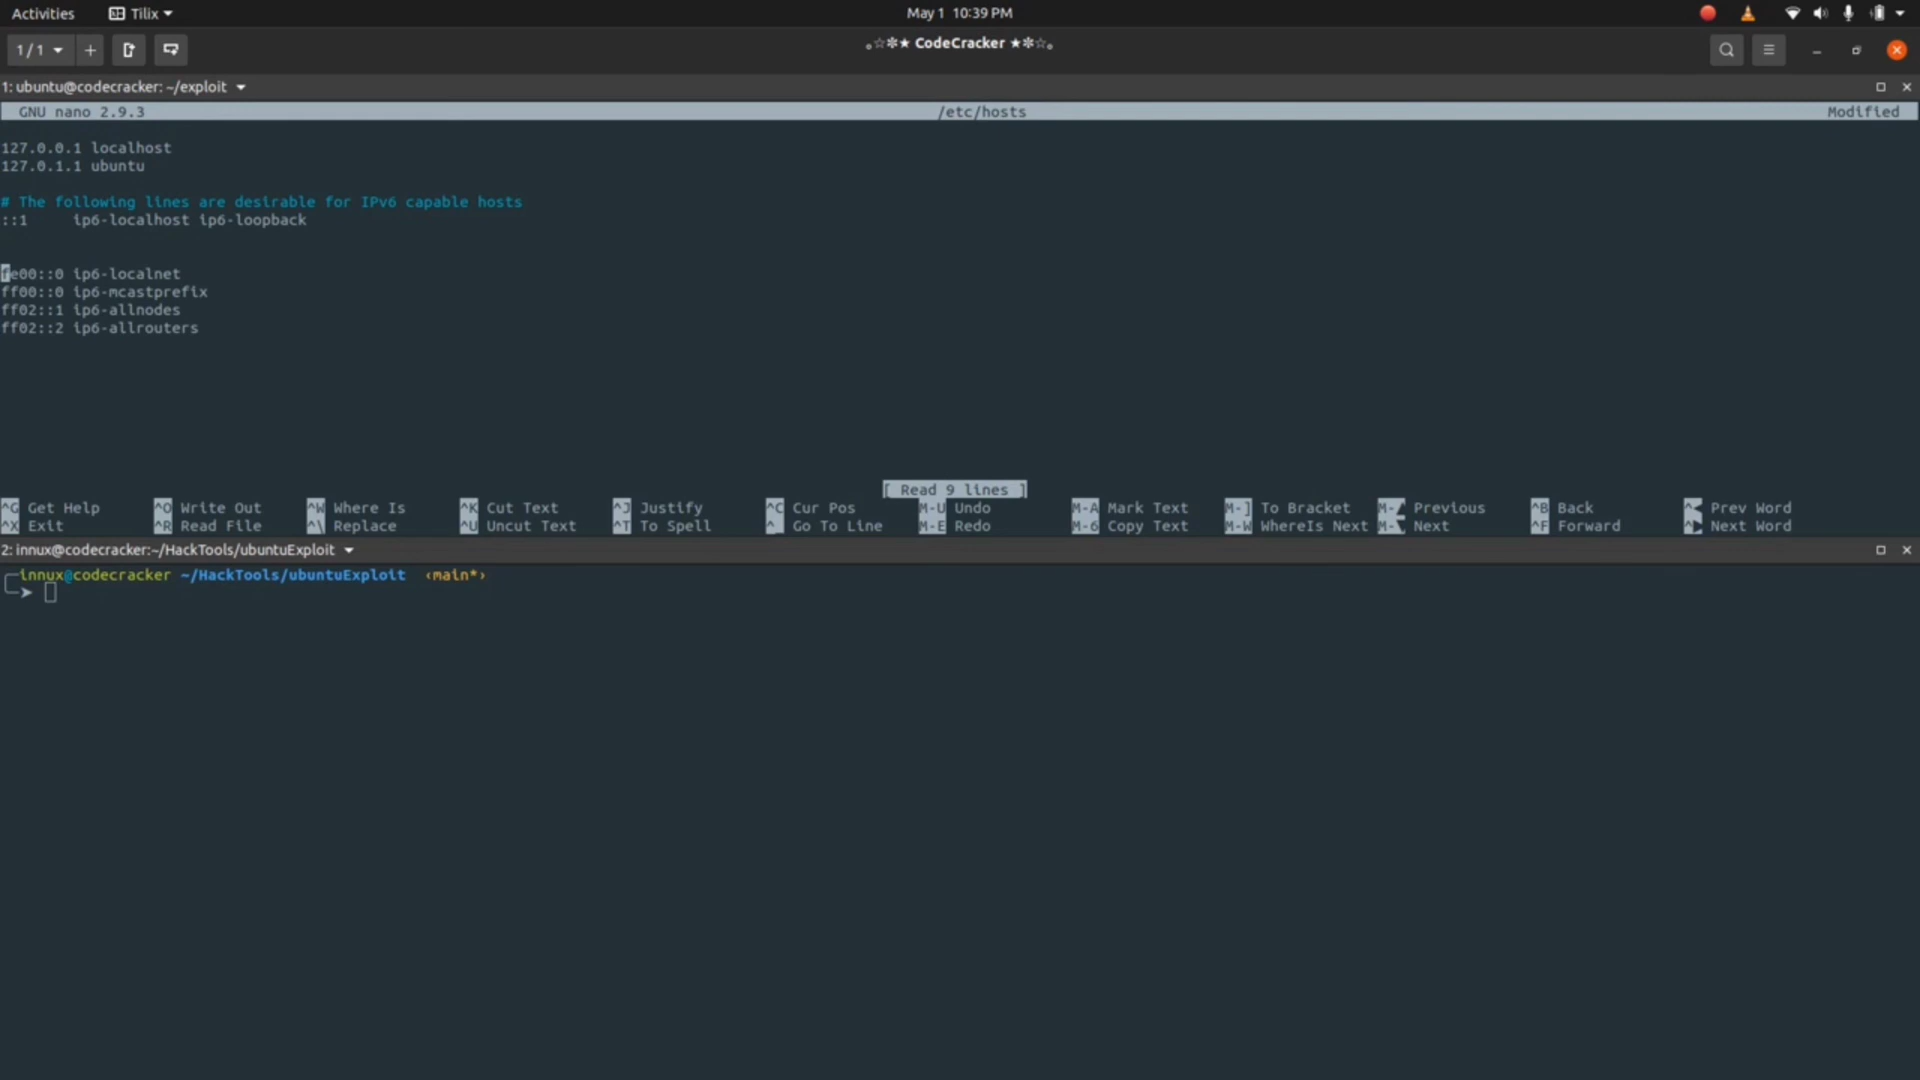 Activities Tilix May 1 10:39 PM
1 / 1 + ｡☆✼★ CodeCracker ★✼☆｡
1: ubuntu@codecracker: ~/exploit
GNU nano 2.9.3 /etc/hosts Modified
127.0.0.1 localhost
127.0.1.1 ubuntu
# The following lines are desirable for IPv6 capable hosts
::1 ip6-localhost ip6-loopback
fe00::0 ip6-localnet
ff00::0 ip6-mcastprefix
ff02::1 ip6-allnodes
ff02::2 ip6-allrouters
[ Read 9 lines ]
^G Get Help ^O Write Out ^W Where Is ^K Cut Text ^J Justify ^C Cur Pos M-U Undo M-A Mark Text M-] To Bracket Previous ^B Back Prev Word
^X Exit ^R Read File ^\ Replace ^U Uncut Text ^T To Spell Go To Line M-E Redo M-6 Copy Text M-W WhereIs Next Next ^F Forward Next Word
2: innux@codecracker:~/HackTools/ubuntuExploit
innux@codecracker ~/HackTools/ubuntuExploit ‹main*›